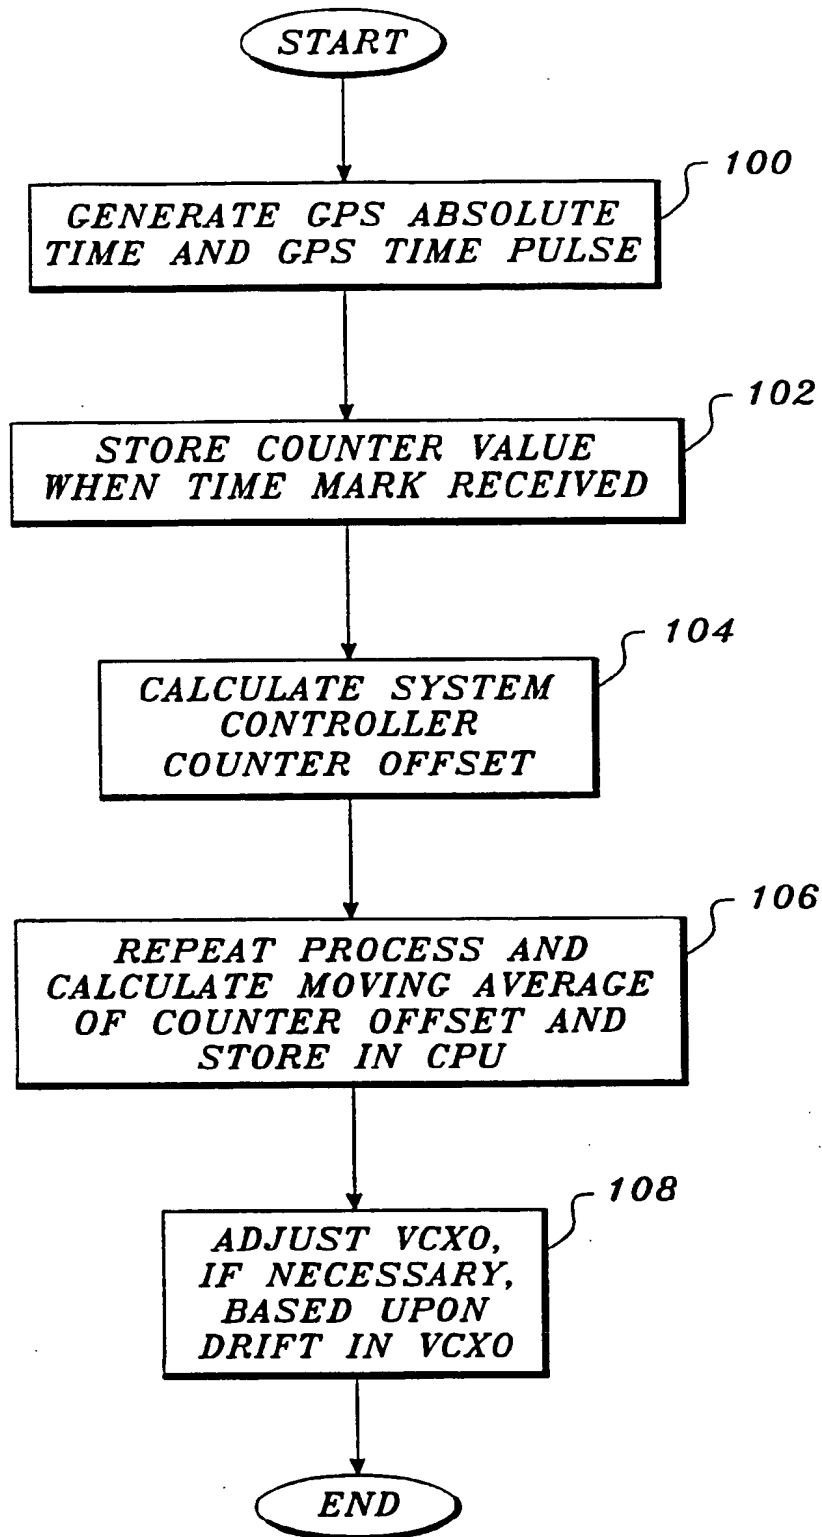 START
100
GENERATE GPS ABSOLUTE
TIME AND GPS TIME PULSE
102
STORE COUNTER VALUE
WHEN TIME MARK RECEIVED
104
CALCULATE SYSTEM
CONTROLLER
COUNTER OFFSET
106
REPEAT PROCESS AND
CALCULATE MOVING AVERAGE
OF COUNTER OFFSET AND
STORE IN CPU
108
ADJUST VCXO,
IF NECESSARY,
BASED UPON
DRIFT IN VCXO
END